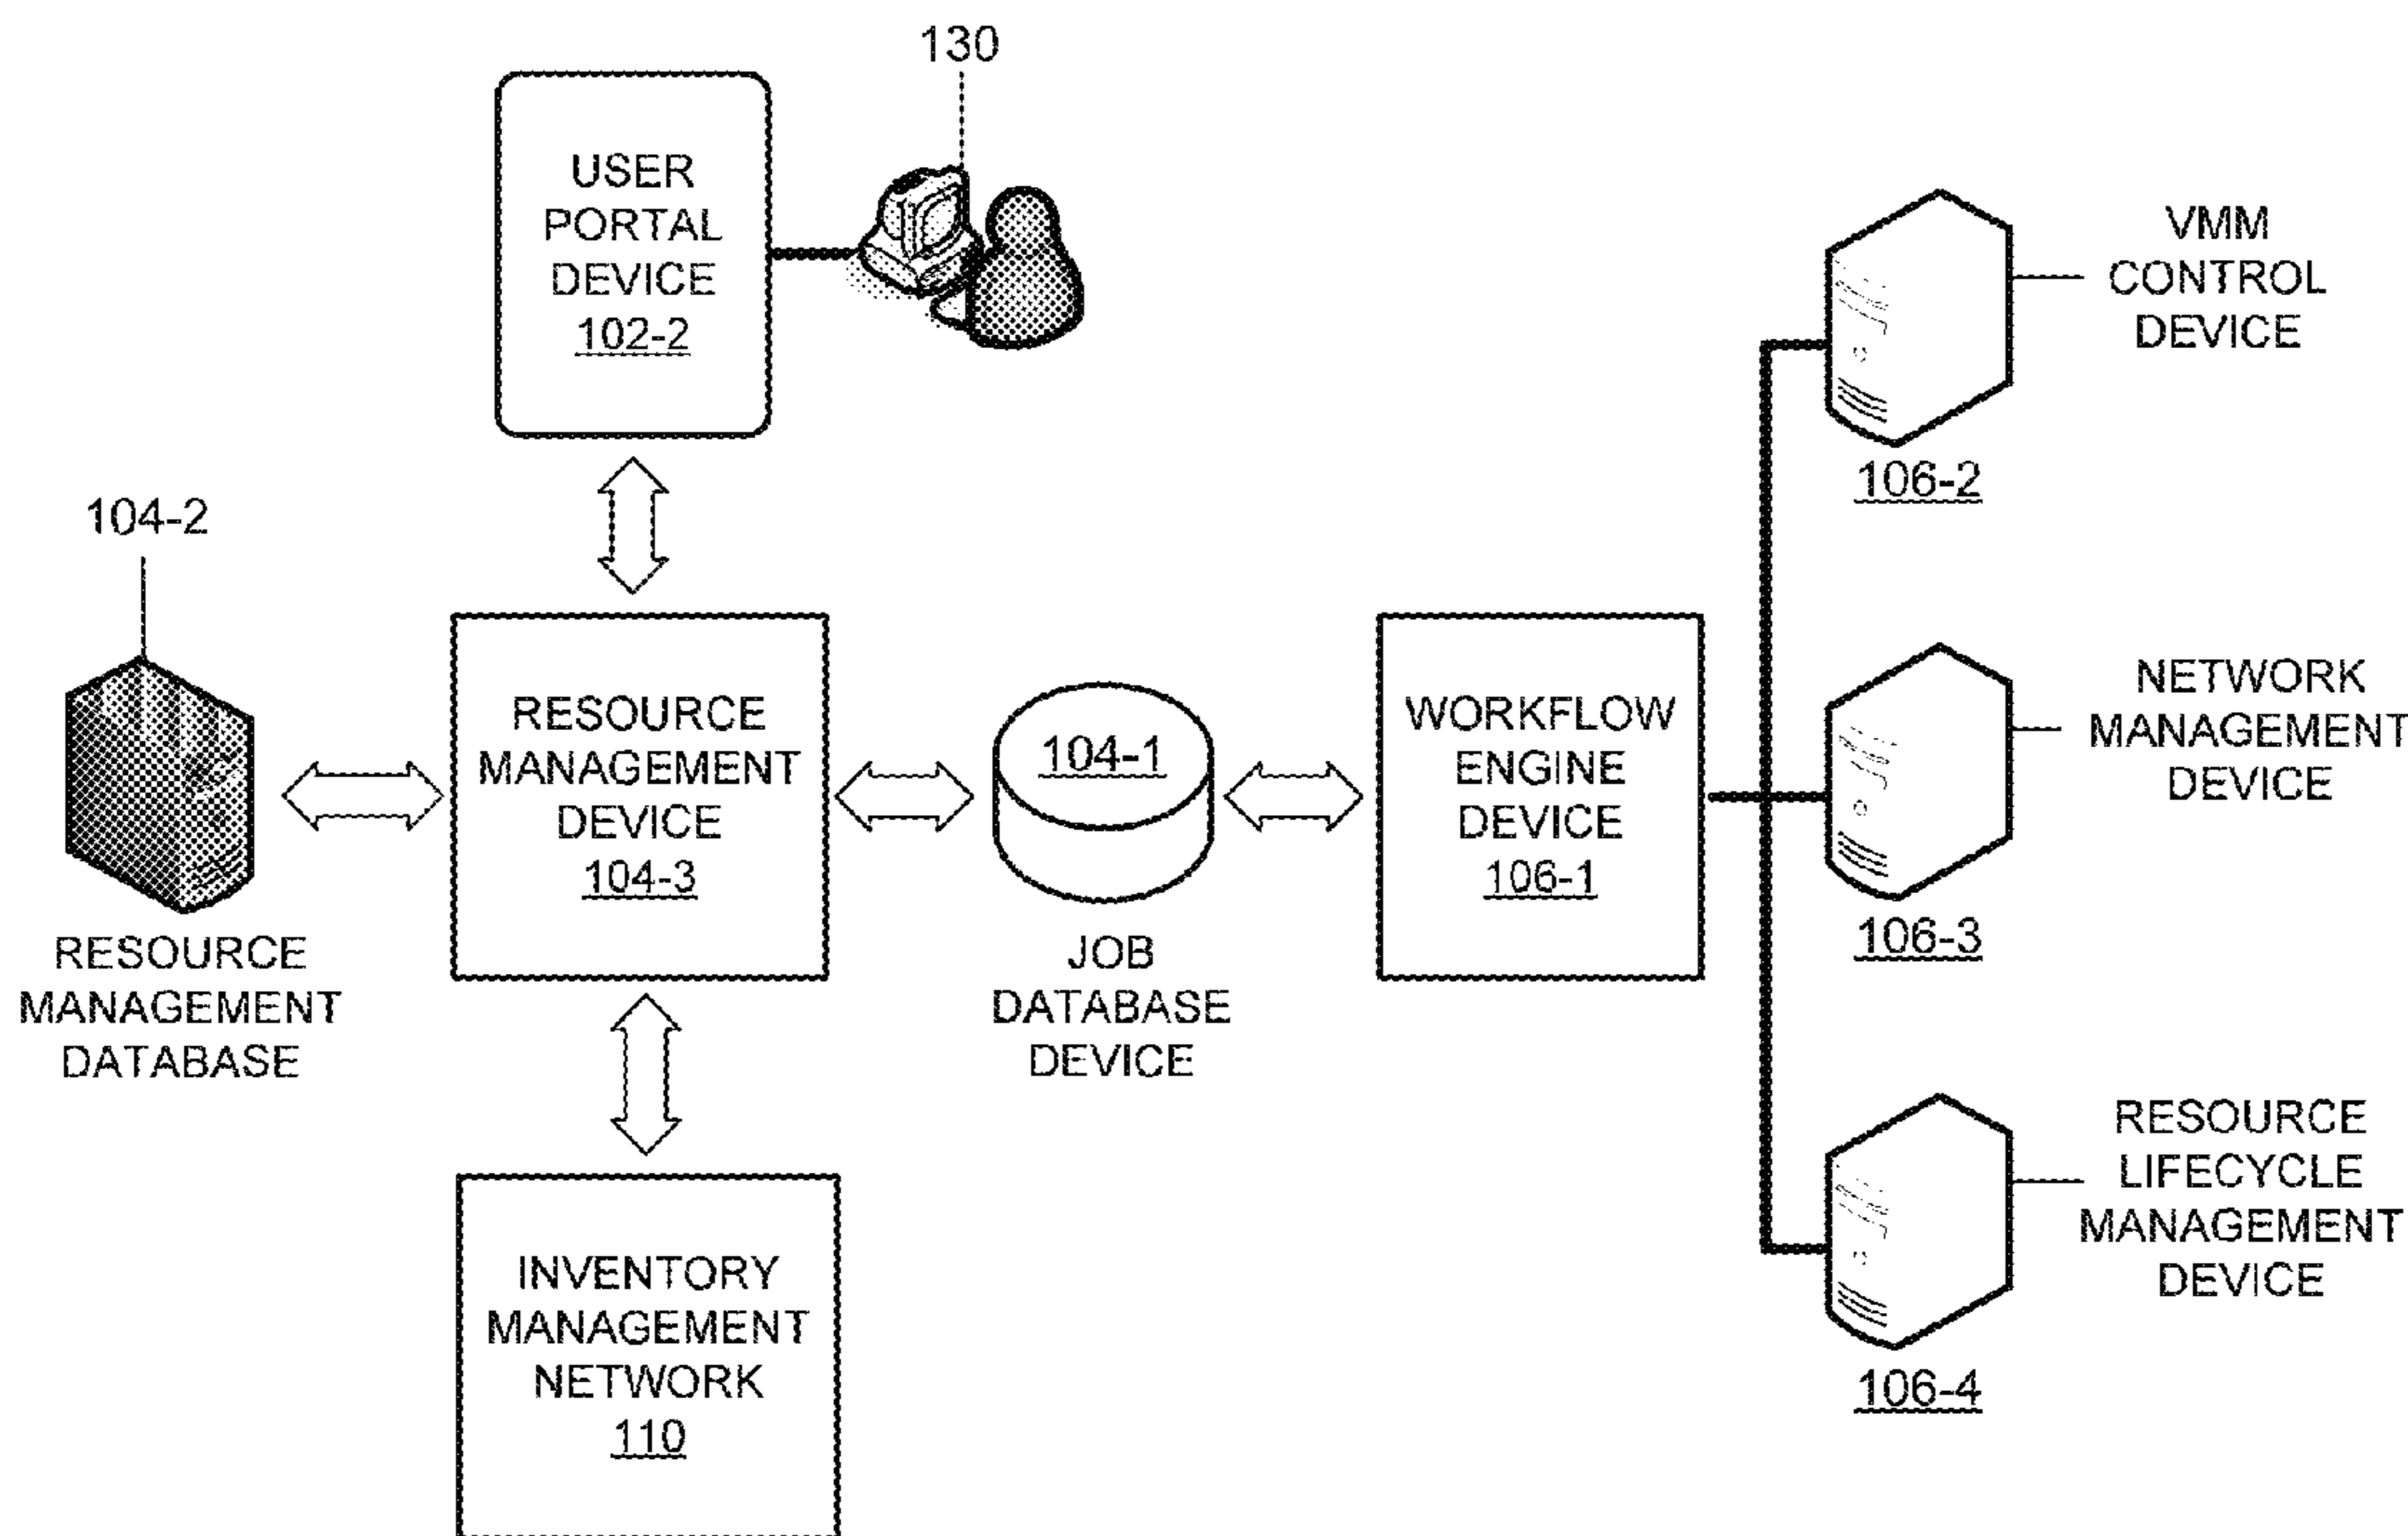 130
USER
PORTAL
DEVICE
102-2
VMM
CONTROL
DEVICE
106-2
104-2
RESOURCE
MANAGEMENT
DATABASE
RESOURCE
MANAGEMENT
DEVICE
104-3
104-1
JOB
DATABASE
DEVICE
WORKFLOW
ENGINE
DEVICE
106-1
NETWORK
MANAGEMENT
DEVICE
106-3
INVENTORY
MANAGEMENT
NETWORK
110
RESOURCE
LIFECYCLE
MANAGEMENT
DEVICE
106-4